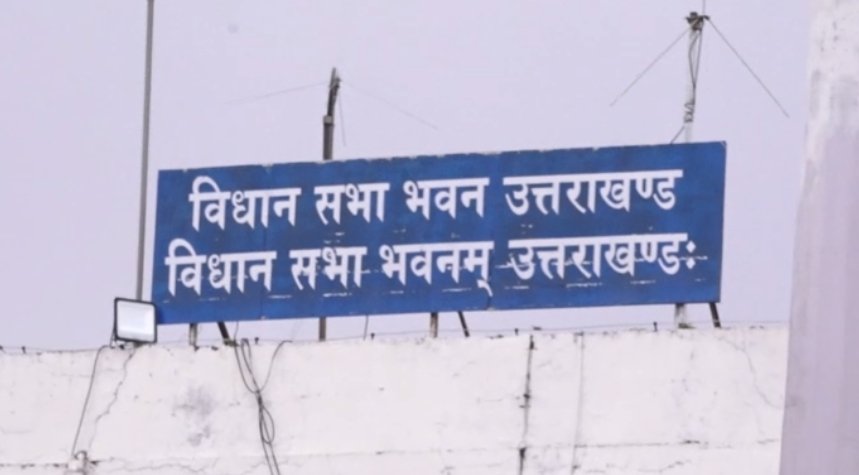 विधान सभा भवन उत्तराखण्ड
विधान सभा भवनम् उत्तराखण्डः